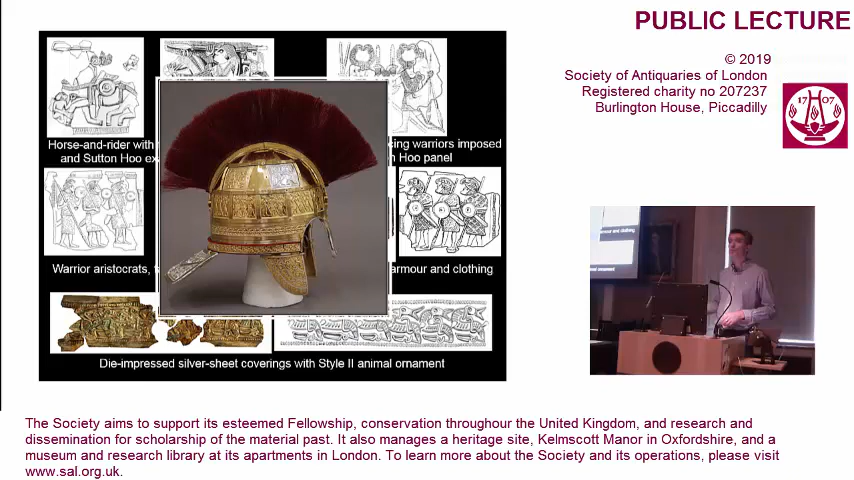 PUBLIC LECTURE
© 2019
Society of Antiquaries of London
Registered charity no 207237
Burlington House, Piccadilly
17 07
Horse-and-rider with
and Sutton Hoo
cing warriors imposed
Hoo panel
Warrior aristocrats,
armour and clothing
Die-impressed silver-sheet coverings with Style II animal ornament
The Society aims to support its esteemed Fellowship, conservation throughour the United Kingdom, and research and
dissemination for scholarship of the material past. It also manages a heritage site, Kelmscott Manor in Oxfordshire, and a
museum and research library at its apartments in London. To learn more about the Society and its operations, please visit
www.sal.org.uk.